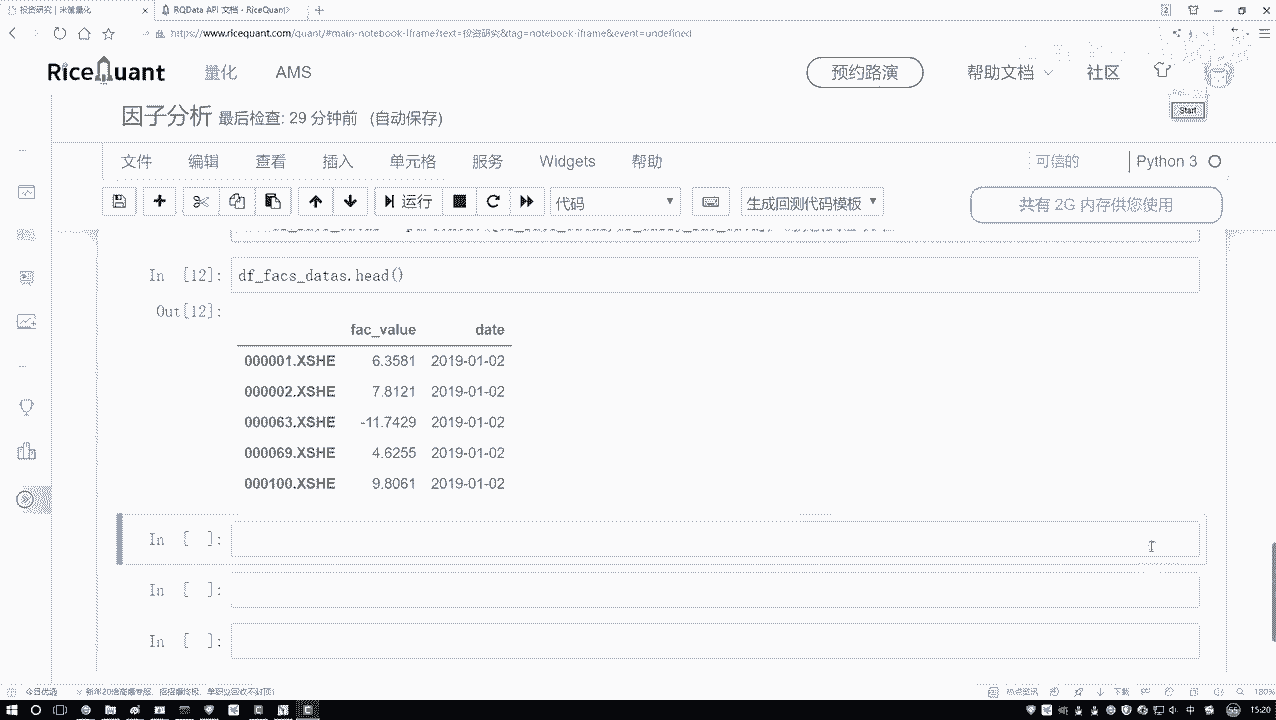 投资研究 | 米筐量化
RQData API 文档 - RiceQuant
https://www.ricequant.com/quant/#main-notebook-iframe?text=投资研究&tag=notebook-iframe&event=undefined
RiceQuant 量化 AMS 预约路演 帮助文档 社区
Start
因子分析 最后检查: 29 分钟前 (自动保存)
文件 编辑 查看 插入 单元格 服务 Widgets 帮助 可信的 Python 3
运行 代码 生成回测代码模板 共有 2G 内存供您使用
In [12]: df_facs_datas.head()
Out[12]:
fac_value date
000001.XSHE 6.3581 2019-01-02
000002.XSHE 7.8121 2019-01-02
000063.XSHE -11.7429 2019-01-02
000069.XSHE 4.6255 2019-01-02
000100.XSHE 9.8061 2019-01-02
In [ ]:
In [ ]:
In [ ]:
今日优选
下载 180%
中 15:20